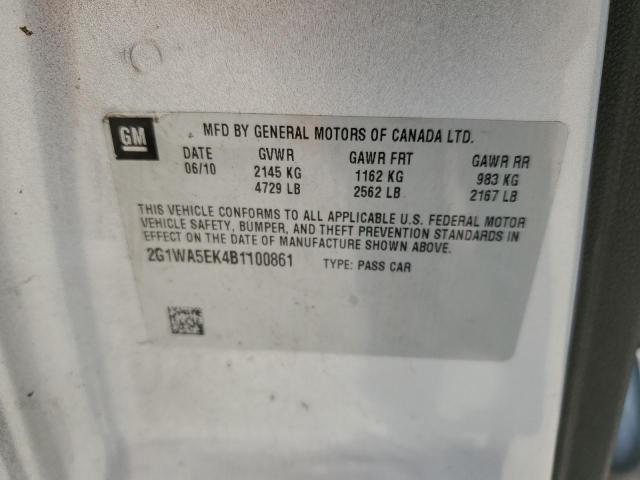 GM MFD BY GENERAL MOTORS OF CANADA LTD.
DATE GVWR GAWR FRT GAWR RR
06/10 2145 KG 1162 KG 983 KG
4729 LB 2562 LB 2167 LB
THIS VEHICLE CONFORMS TO ALL APPLICABLE U.S. FEDERAL MOTOR
VEHICLE SAFETY, BUMPER, AND THEFT PREVENTION STANDARDS IN
EFFECT ON THE DATE OF MANUFACTURE SHOWN ABOVE.
2G1WA5EK4B1100861 TYPE: PASS CAR